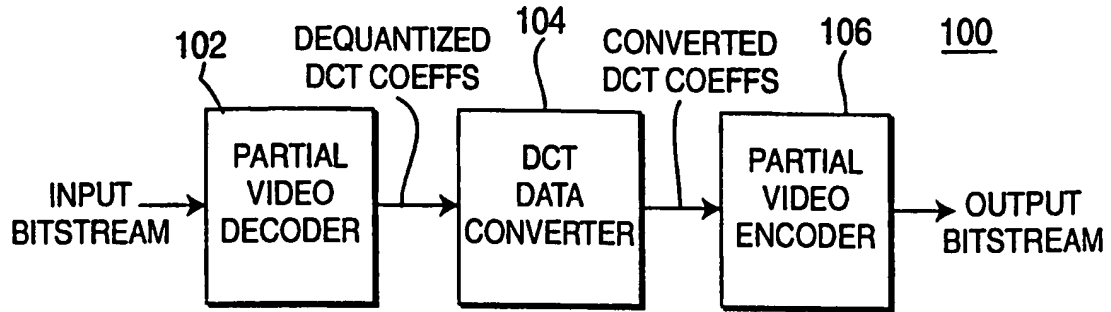 102
DEQUANTIZED
DCT COEFFS
104
CONVERTED
DCT COEFFS
106
100
INPUT
BITSTREAM
PARTIAL
VIDEO
DECODER
DCT
DATA
CONVERTER
PARTIAL
VIDEO
ENCODER
OUTPUT
BITSTREAM